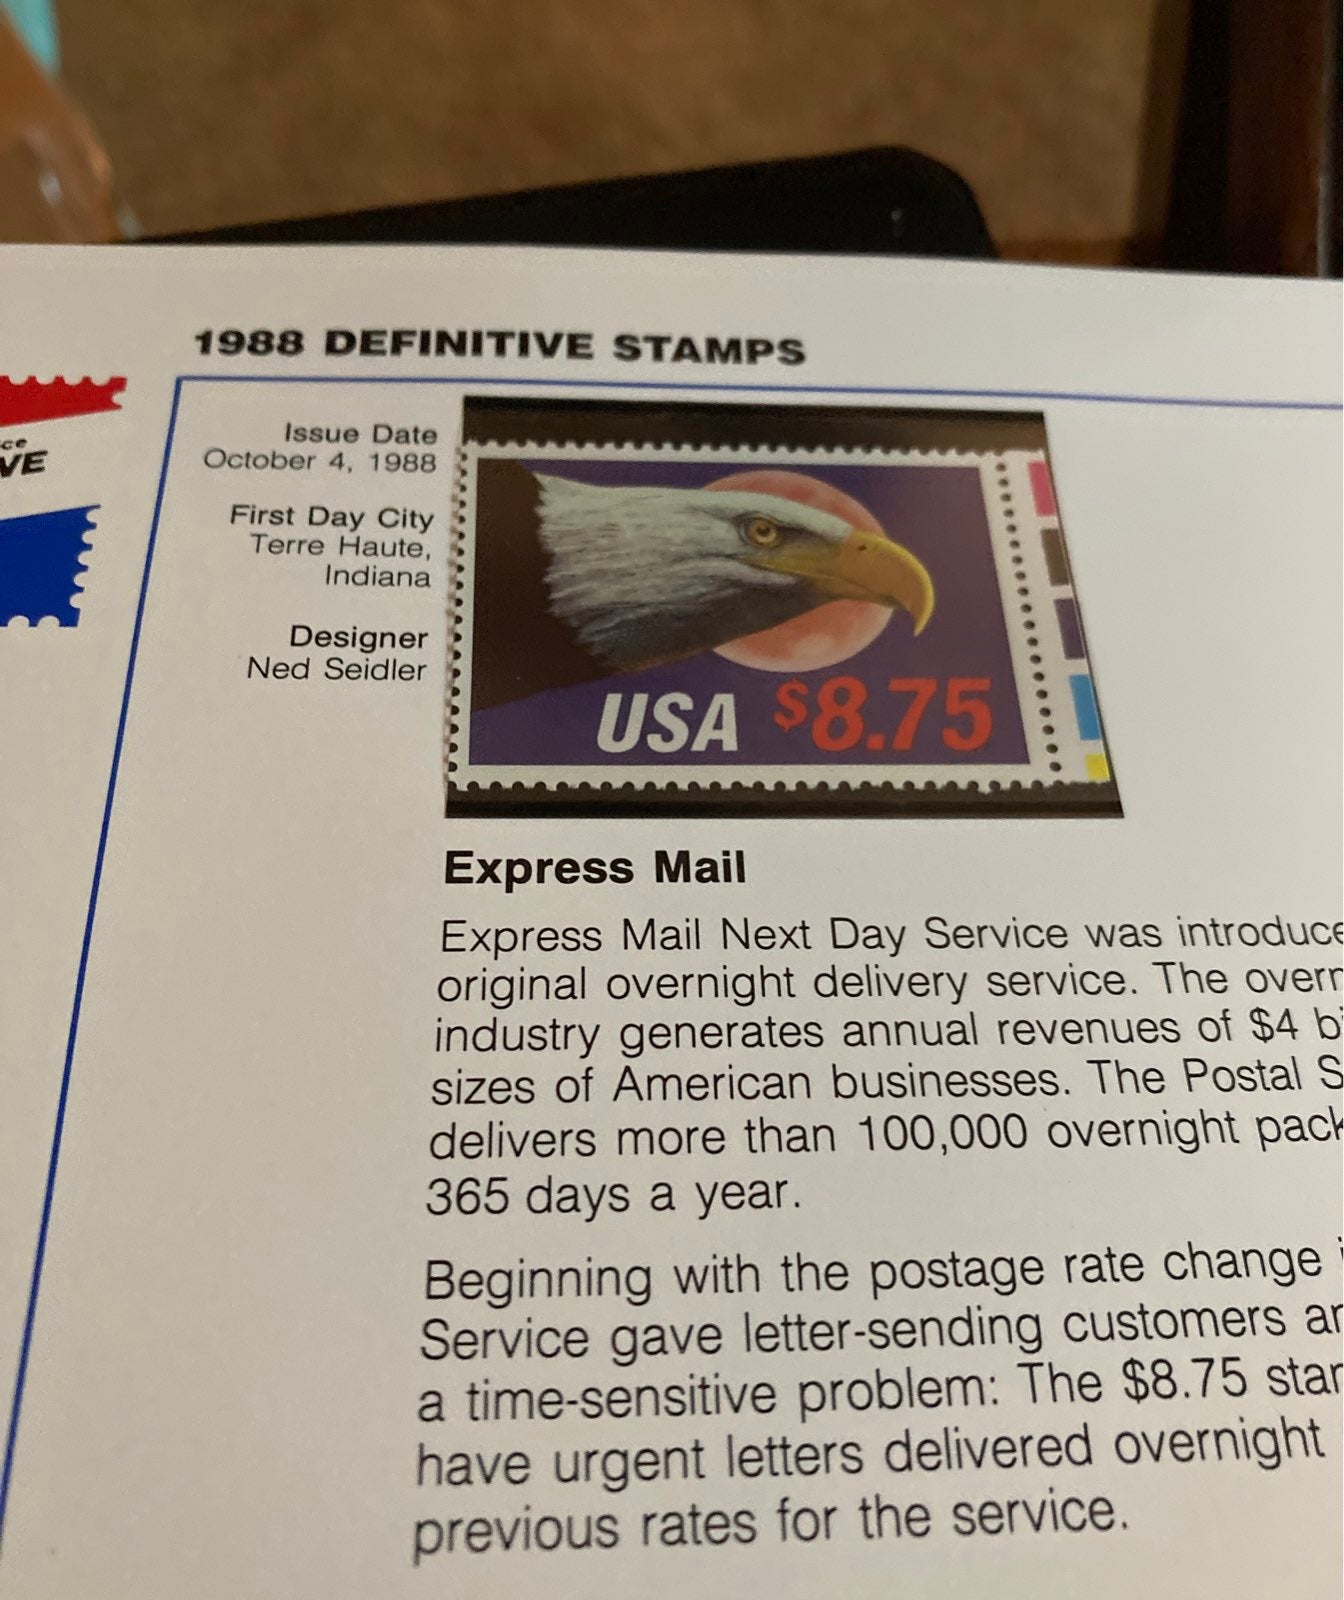 1988 DEFINITIVE STAMPS
Issue Date
October 4, 1988
First Day City
Terre Haute,
Indiana
Designer
Ned Seidler
USA $8.75
Express Mail
Express Mail Next Day Service was introduce
original overnight delivery service. The overn
industry generates annual revenues of $4 bi
sizes of American businesses. The Postal S
delivers more than 100,000 overnight pack
365 days a year.
Beginning with the postage rate change i
Service gave letter-sending customers an
a time-sensitive problem: The $8.75 star
have urgent letters delivered overnight
previous rates for the service.
ce
VE